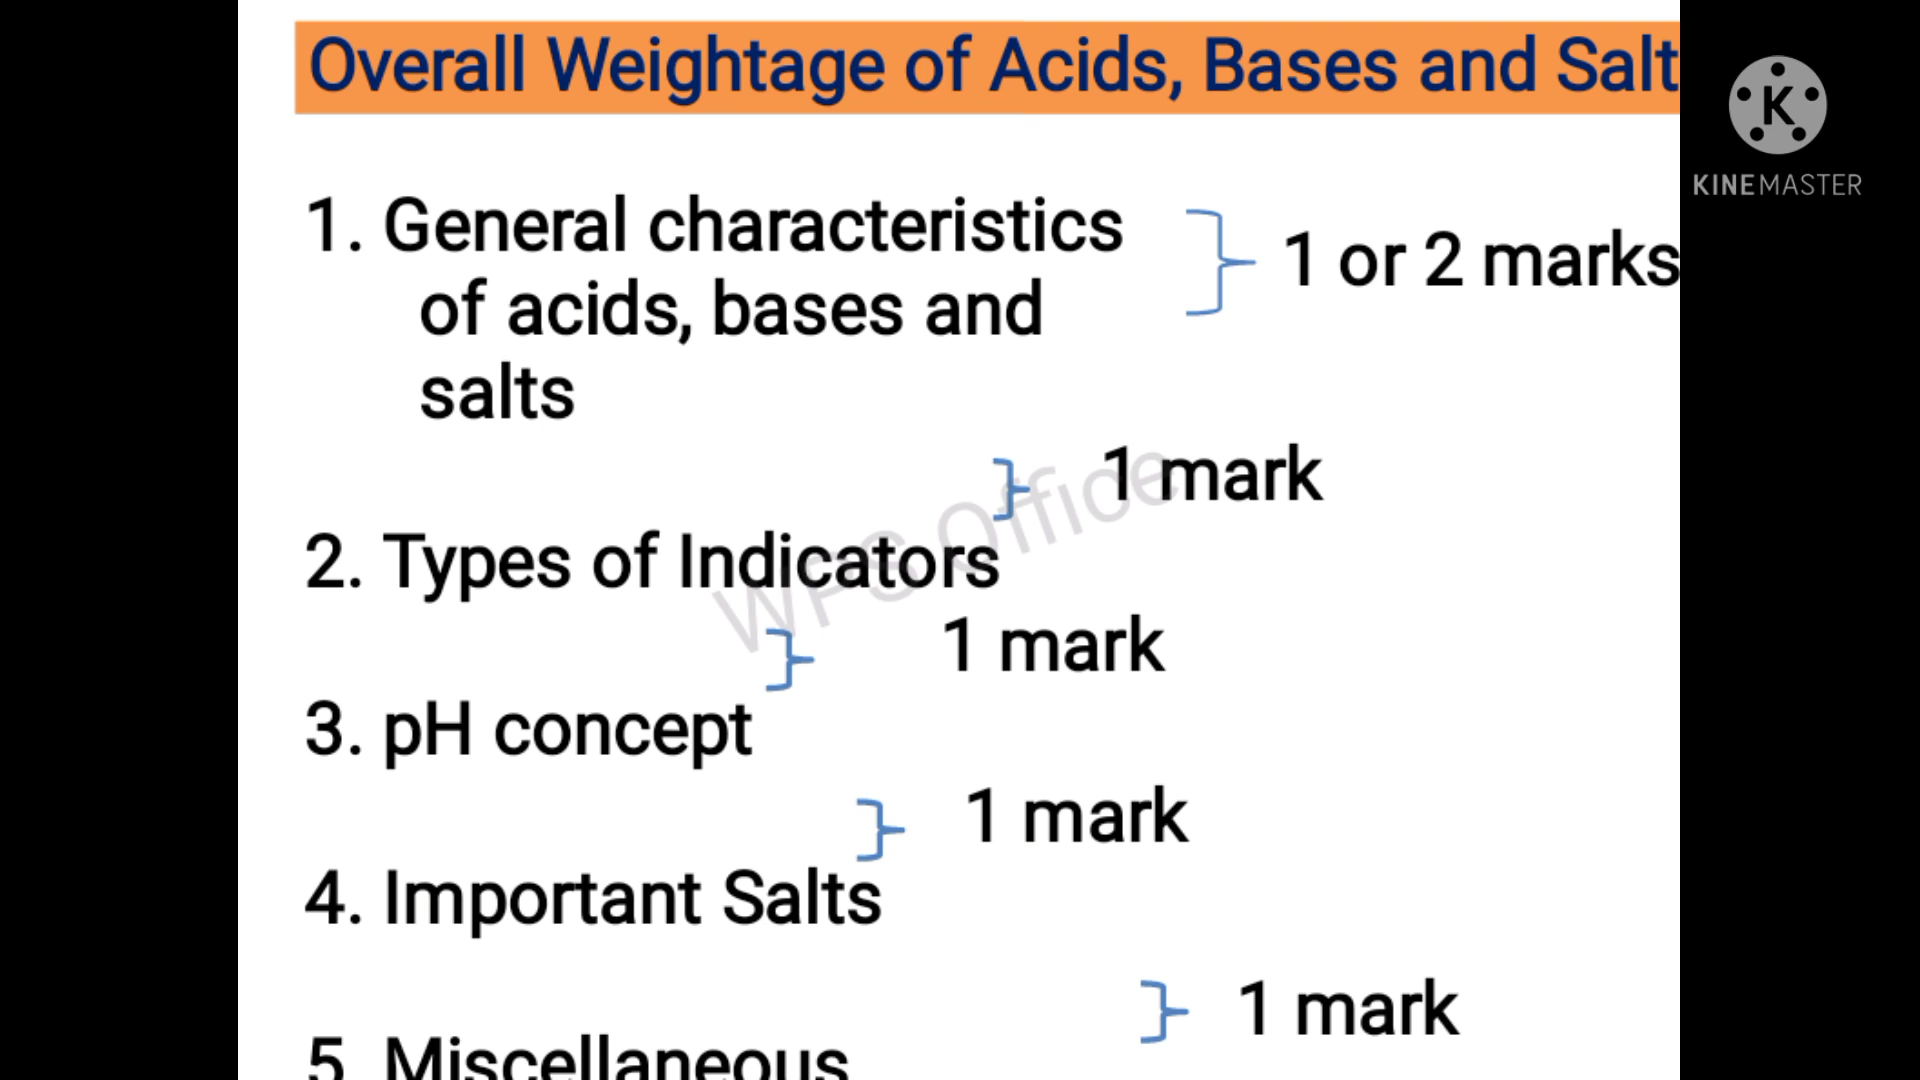 Overall Weightage of Acids, Bases and Salt
1. General characteristics
of acids, bases and
salts
1 or 2 marks
1 mark
2. Types of Indicators
1 mark
3. pH concept
1 mark
4. Important Salts
1 mark
5. Miscellaneous
WPS Office
K
KINEMASTER